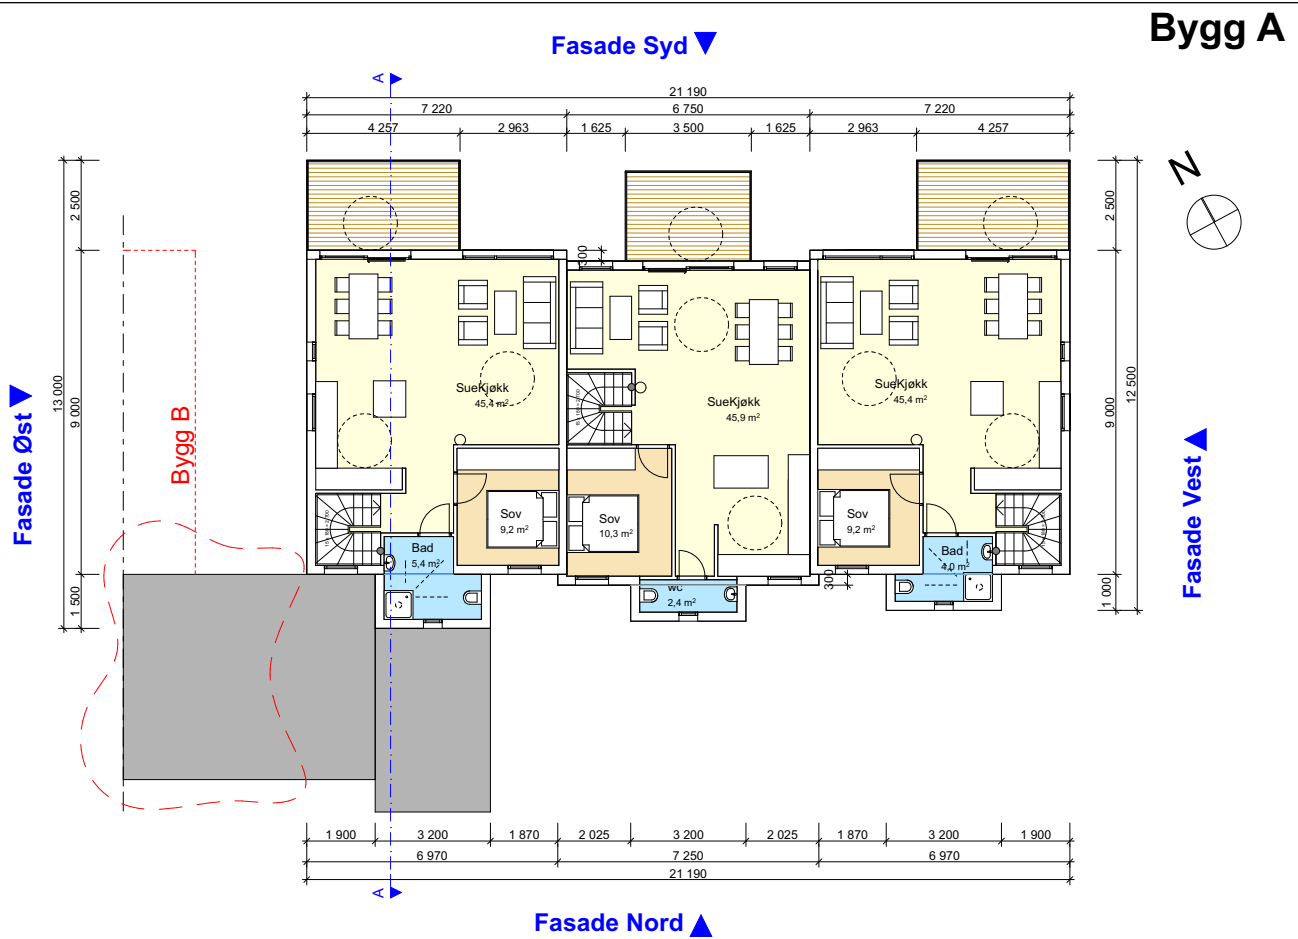 Bygg A
Fasade Syd
A
21 190
7 220 6 750 7 220
4 257 2 963 1 625 3 500 1 625 2 963 4 257
N
2 500
2 500
300
13 000
9 000
12 500
9 000
SueKjøkk
45,4 m²
SueKjøkk
45,9 m²
SueKjøkk
45,4 m²
Fasade Øst
Bygg B
Fasade Vest
Sov
9,2 m²
Sov
10,3 m²
Sov
9,2 m²
Bad
5,4 m²
Bad
4,0 m²
WC
2,4 m²
300
1 500
1 000
1 900 3 200 1 870 2 025 3 200 2 025 1 870 3 200 1 900
6 970 7 250 6 970
21 190
A
Fasade Nord